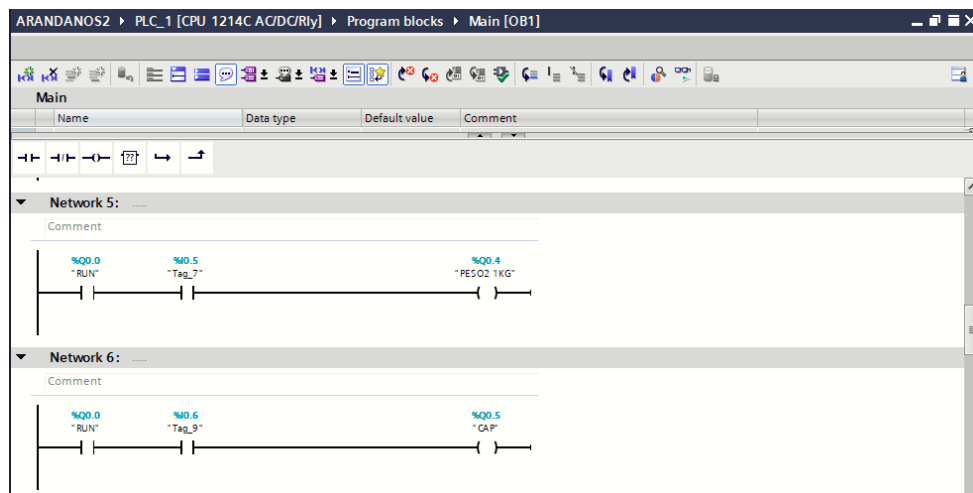 ARANDANOS2 ▸ PLC_1 [CPU 1214C AC/DC/Rly] ▸ Program blocks ▸ Main [OB1]
Main
Name Data type Default value Comment
Network 5: .....
Comment
%Q0.0 %I0.5 %Q0.4
"RUN" "Tag_7" "PESO2 1KG"
Network 6: .....
Comment
%Q0.0 %I0.6 %Q0.5
"RUN" "Tag_9" "CAP"